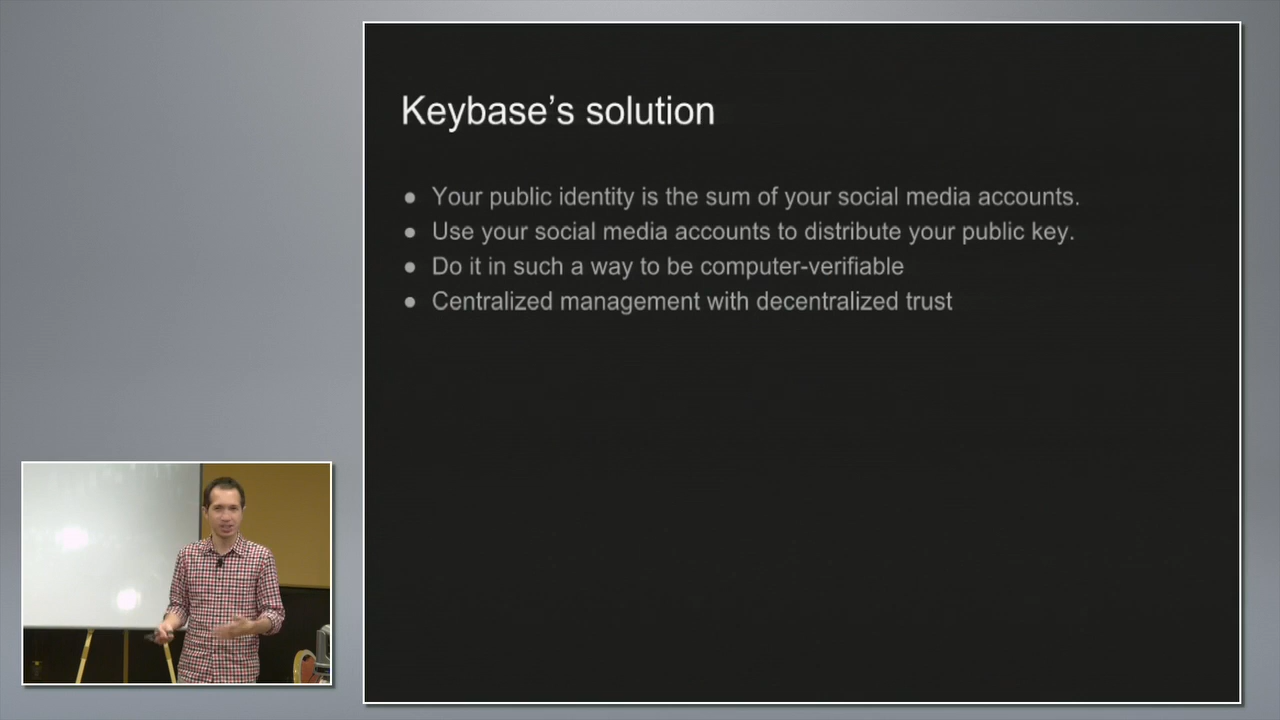 Keybase’s solution
● Your public identity is the sum of your social media accounts.
● Use your social media accounts to distribute your public key.
● Do it in such a way to be computer-verifiable
● Centralized management with decentralized trust